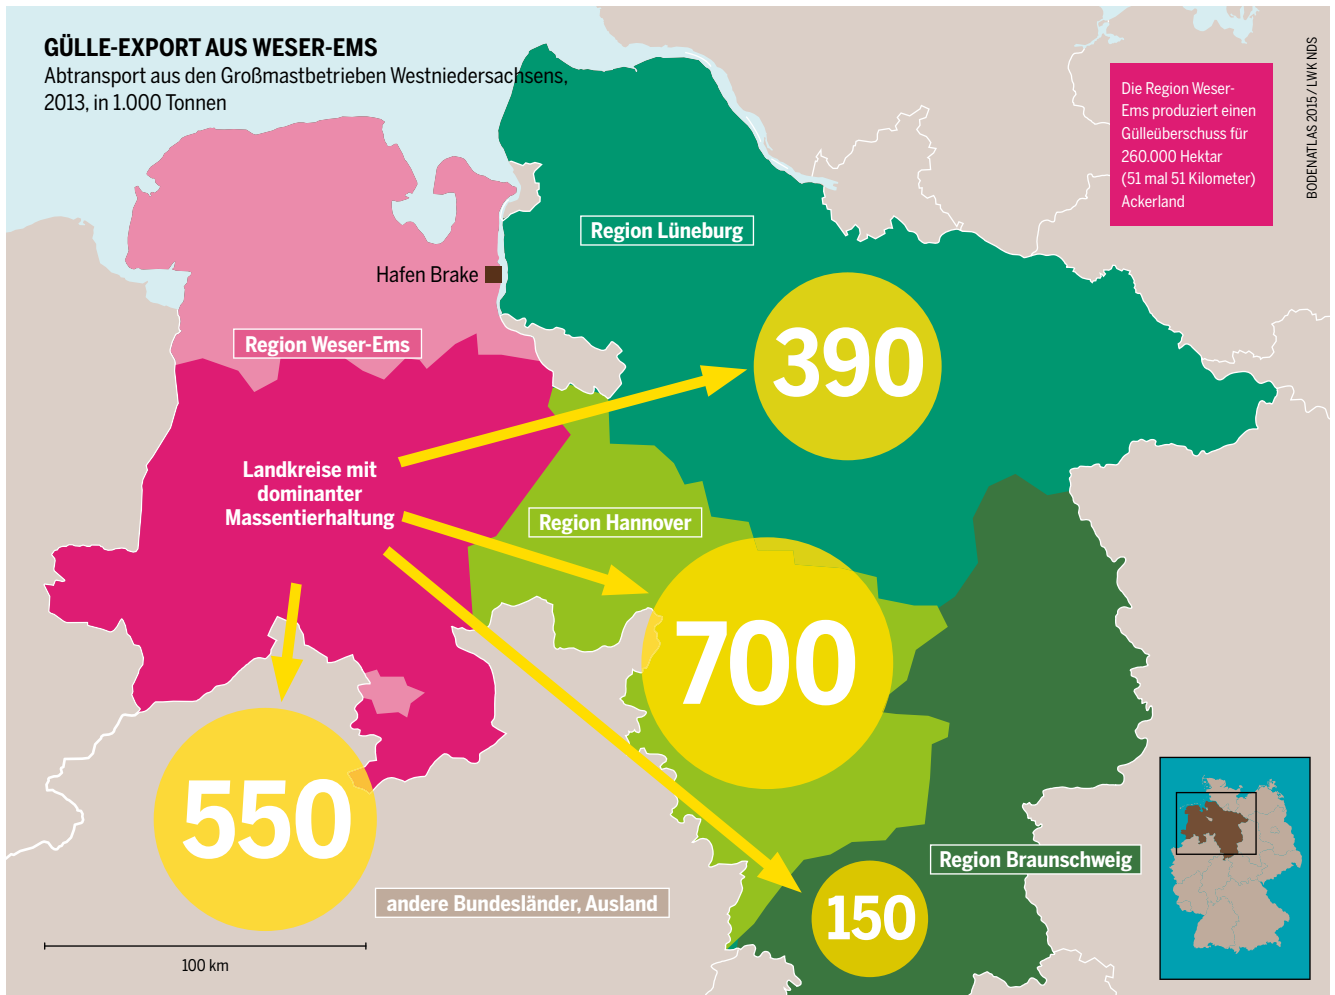 GÜLLE-EXPORT AUS WESER-EMS
Abtransport aus den Großmastbetrieben Westniedersachsens,
2013, in 1.000 Tonnen
Die Region Weser-
Ems produziert einen
Gülleüberschuss für
260.000 Hektar
(51 mal 51 Kilometer)
Ackerland
BODENATLAS 2015 / LWK NDS
Region Lüneburg
Hafen Brake
Region Weser-Ems
390
Landkreise mit
dominanter
Massentierhaltung
Region Hannover
700
550
Region Braunschweig
andere Bundesländer, Ausland
150
100 km